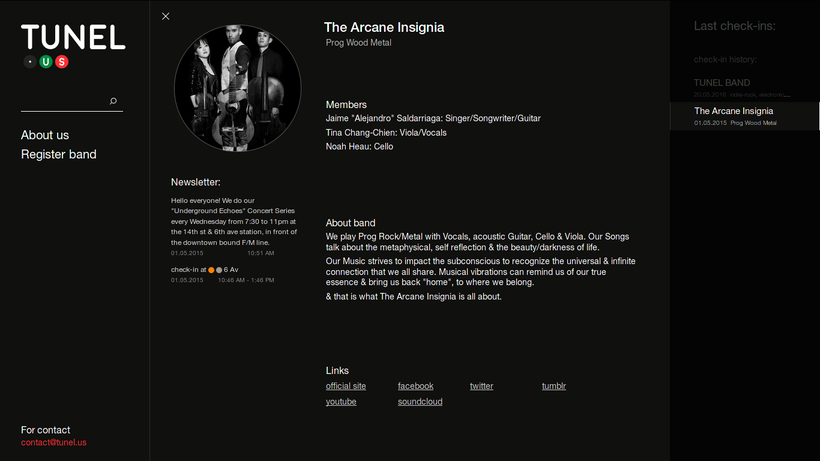 TUNEL
• U S
About us
Register band
For contact
contact@tunel.us
The Arcane Insignia
Prog Wood Metal
Members
Jaime "Alejandro" Saldarriaga: Singer/Songwriter/Guitar
Tina Chang-Chien: Viola/Vocals
Noah Heau: Cello
Newsletter:
Hello everyone! We do our
"Underground Echoes" Concert Series
every Wednesday from 7:30 to 11pm at
the 14th st & 6th ave station, in front of
the downtown bound F/M line.
01.05.2015 10:51 AM
check-in at 6 Av
01.05.2015 10:46 AM - 1:46 PM
About band
We play Prog Rock/Metal with Vocals, acoustic Guitar, Cello & Viola. Our Songs
talk about the metaphysical, self reflection & the beauty/darkness of life.
Our Music strives to impact the subconscious to recognize the universal & infinite
connection that we all share. Musical vibrations can remind us of our true
essence & bring us back "home", to where we belong.
& that is what The Arcane Insignia is all about.
Links
official site facebook twitter tumblr
youtube soundcloud
Last check-ins:
check-in history:
TUNEL BAND
The Arcane Insignia
01.05.2015 Prog Wood Metal